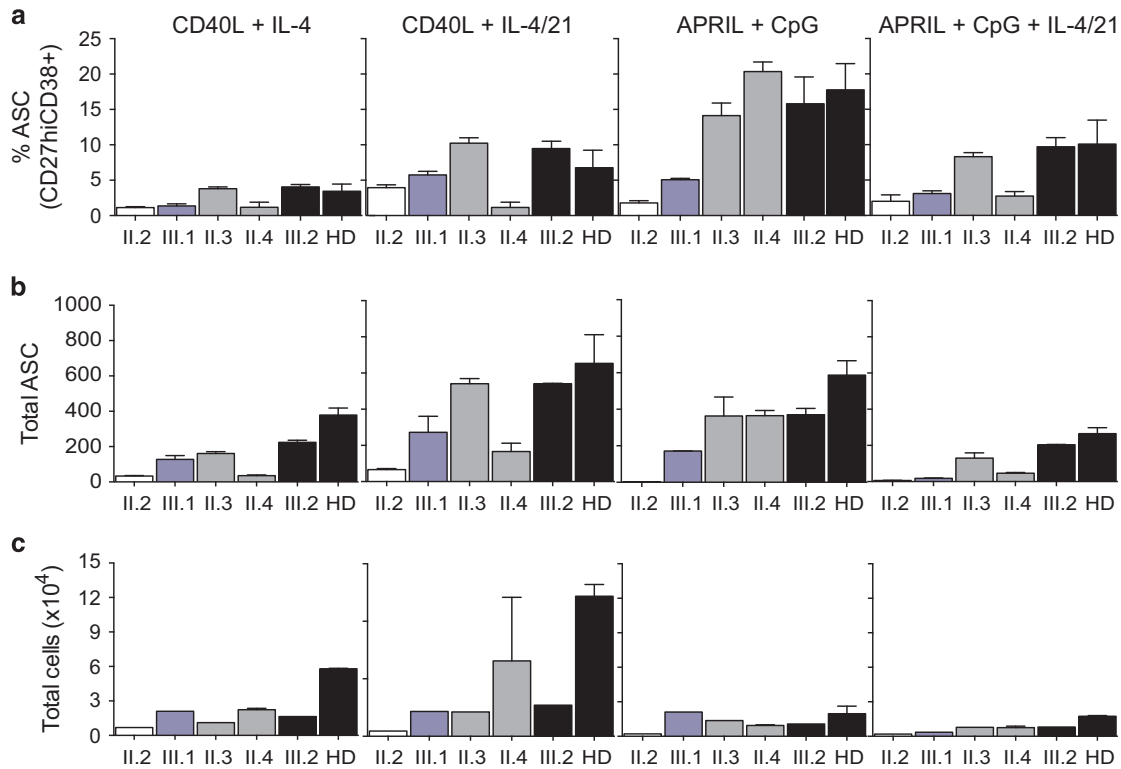 a
CD40L + IL-4 CD40L + IL-4/21 APRIL + CpG APRIL + CpG + IL-4/21
% ASC
(CD27hiCD38+)
25
20
15
10
5
0
II.2 III.1 II.3 II.4 III.2 HD II.2 III.1 II.3 II.4 III.2 HD II.2 III.1 II.3 II.4 III.2 HD II.2 III.1 II.3 II.4 III.2 HD
b
Total ASC
1000
800
600
400
200
0
II.2 III.1 II.3 II.4 III.2 HD II.2 III.1 II.3 II.4 III.2 HD II.2 III.1 II.3 II.4 III.2 HD II.2 III.1 II.3 II.4 III.2 HD
c
Total cells (x10⁴)
15
12
9
6
3
0
II.2 III.1 II.3 II.4 III.2 HD II.2 III.1 II.3 II.4 III.2 HD II.2 III.1 II.3 II.4 III.2 HD II.2 III.1 II.3 II.4 III.2 HD